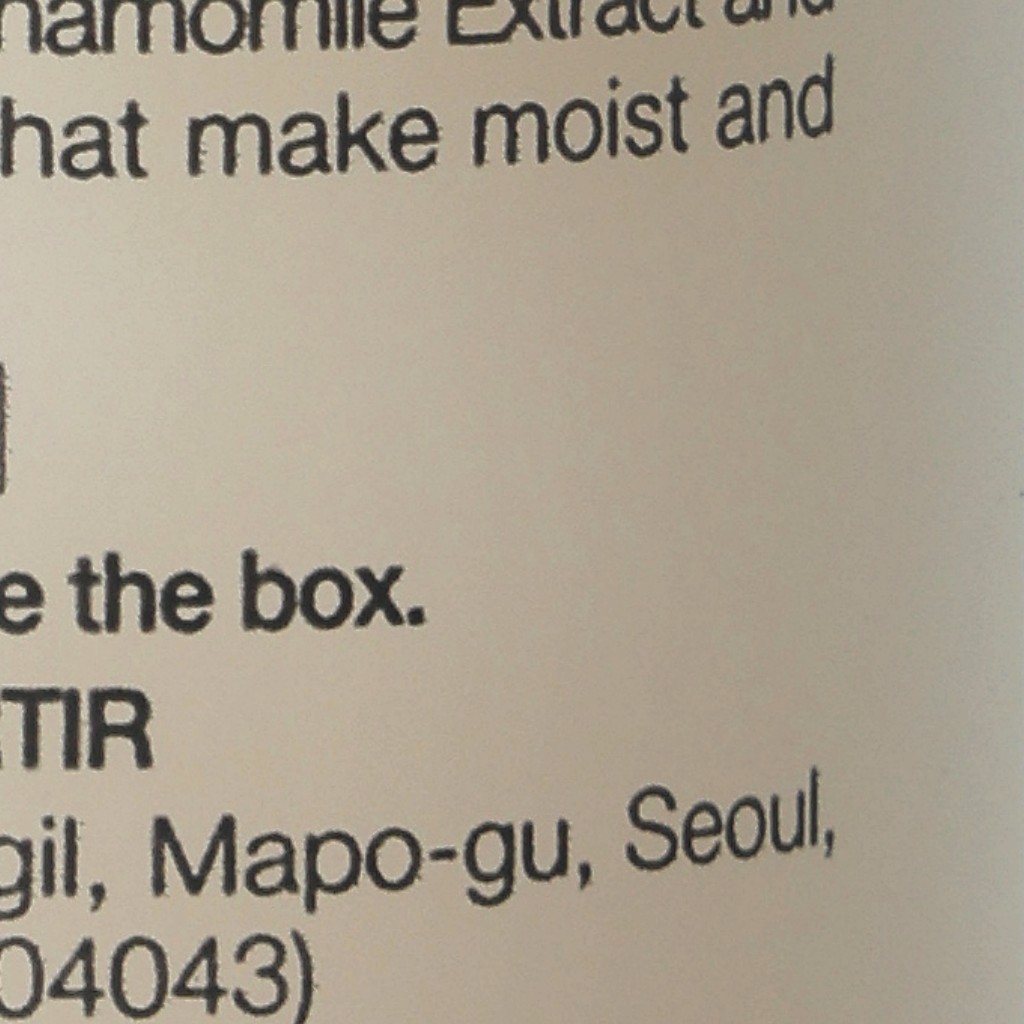 hamomile Extract and
hat make moist and
e the box.
TIR
gil, Mapo-gu, Seoul,
04043)